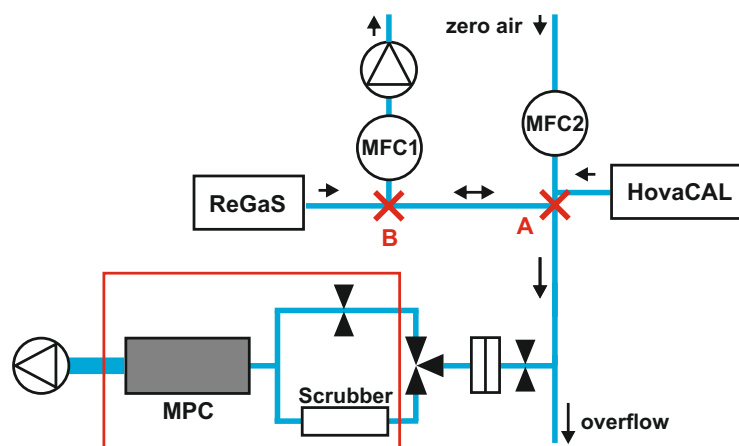 zero air
MFC2
MFC1
ReGaS
HovaCAL
B
A
Scrubber
MPC
overflow